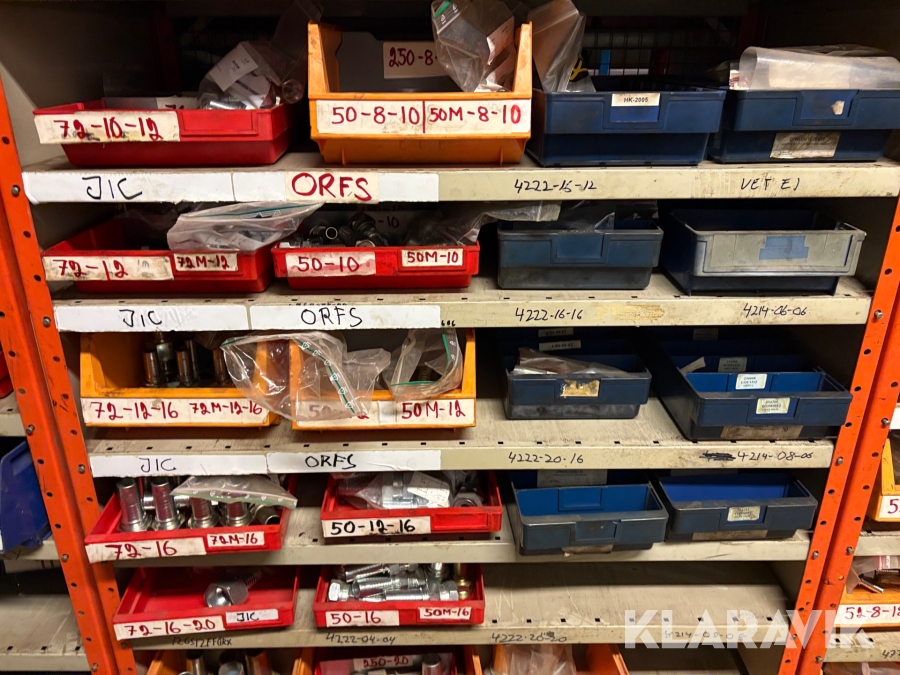 250-8-
72-10-12
50-8-10 50M-8-10
HK-2005
JIC ORFS 4222-16-12 VET EJ
72-12 72M-12
50-10 50M-10
JIC ORFS 4222-16-16 4214-06-06
72-12-16 72M-12-16
50M-12
JIC ORFS 4222-20-16 4214-08-06
72-16 72M-16
50-12-16
72-16-20 JIC
50-16 50M-16
4222-04-04 4222-20-20
250-20
52-8-18
KLARAVIK